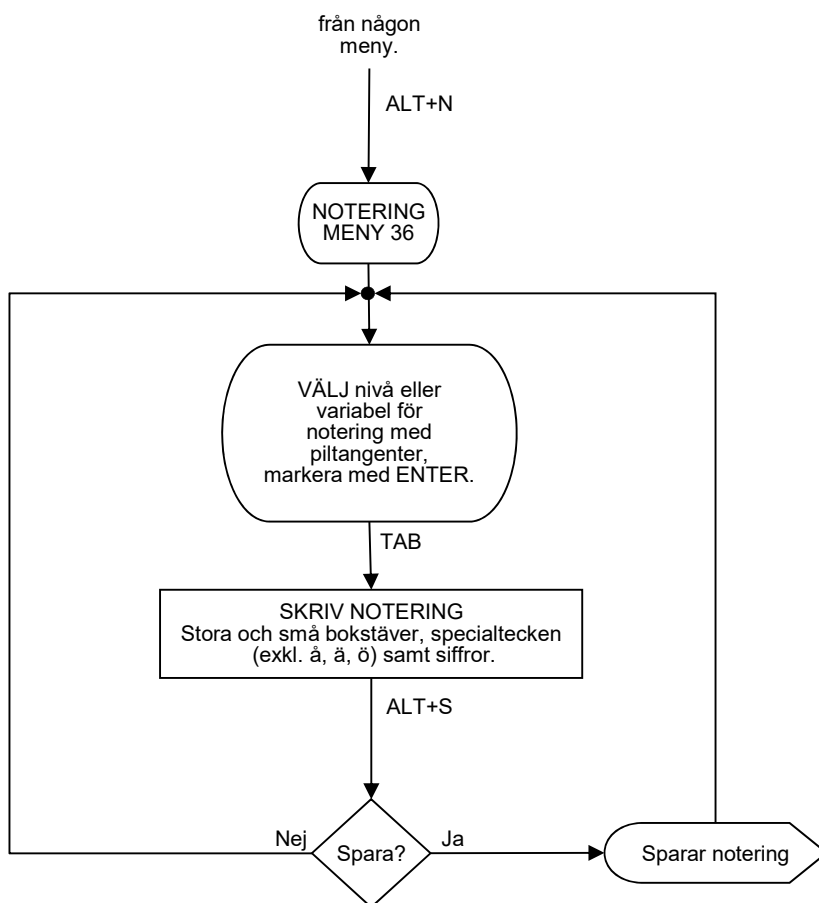 från någon
meny.
ALT+N
NOTERING
MENY 36
VÄLJ nivå eller
variabel för
notering med
piltangenter,
markera med ENTER.
TAB
SKRIV NOTERING
Stora och små bokstäver, specialtecken
(exkl. å, ä, ö) samt siffror.
ALT+S
Nej
Spara?
Ja
Sparar notering